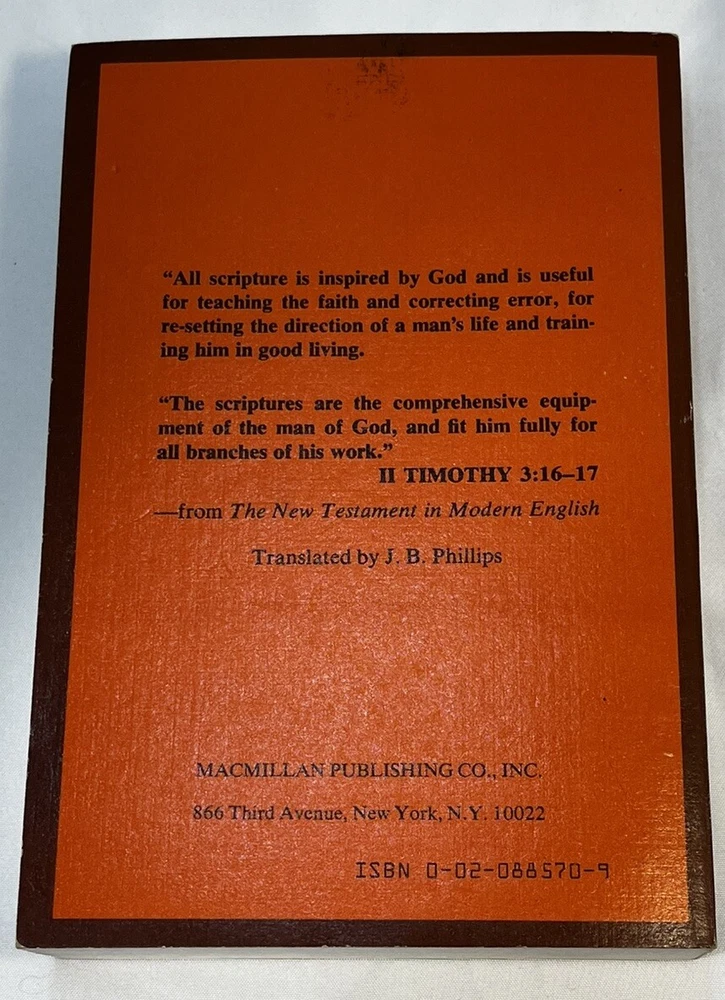 “All scripture is inspired by God and is useful
for teaching the faith and correcting error, for
re-setting the direction of a man’s life and train-
ing him in good living.
“The scriptures are the comprehensive equip-
ment of the man of God, and fit him fully for
all branches of his work.”
II TIMOTHY 3:16–17
—from The New Testament in Modern English
Translated by J. B. Phillips
MACMILLAN PUBLISHING CO., INC.
866 Third Avenue, New York, N.Y. 10022
ISBN 0-02-088570-9